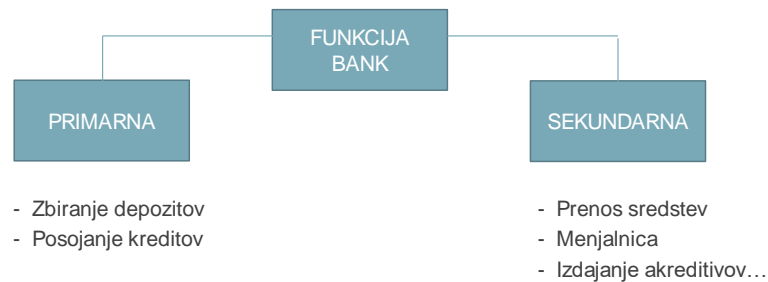 FUNKCIJA
BANK
PRIMARNA
SEKUNDARNA
- Zbiranje depozitov
- Posojanje kreditov
- Prenos sredstev
- Menjalnica
- Izdajanje akreditivov…